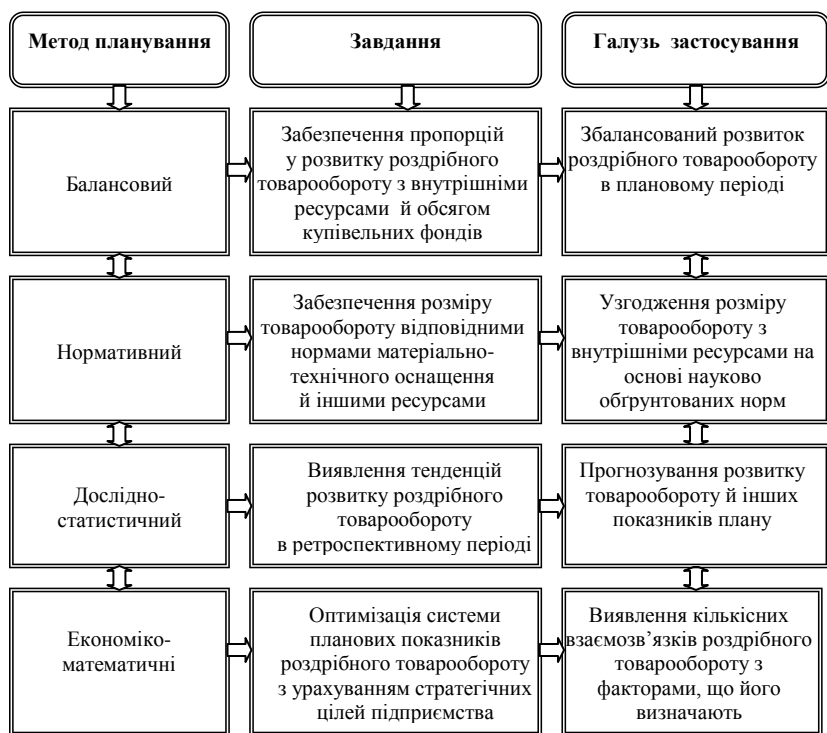 Метод планування
Завдання
Галузь застосування
Балансовий
Забезпечення пропорцій
у розвитку роздрібного
товарообороту з внутрішніми
ресурсами й обсягом
купівельних фондів
Збалансований розвиток
роздрібного товарообороту
в плановому періоді
Нормативний
Забезпечення розміру
товарообороту відповідними
нормами матеріально-
технічного оснащення
й іншими ресурсами
Узгодження розміру
товарообороту з
внутрішніми ресурсами на
основі науково
обґрунтованих норм
Дослідно-
статистичний
Виявлення тенденцій
розвитку роздрібного
товарообороту
в ретроспективному періоді
Прогнозування розвитку
товарообороту й інших
показників плану
Економіко-
математичні
Оптимізація системи
планових показників
роздрібного товарообороту
з урахуванням стратегічних
цілей підприємства
Виявлення кількісних
взаємозв’язків роздрібного
товарообороту з
факторами, що його
визначають